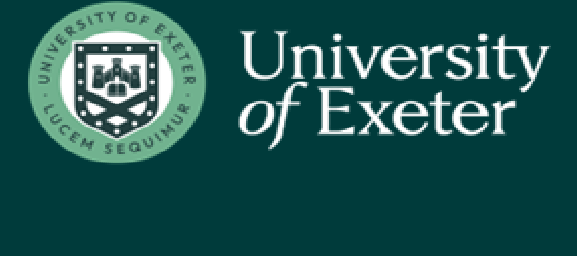 UNIVERSITY OF EXETER
LUCEM SEQUIMUR
University
of Exeter